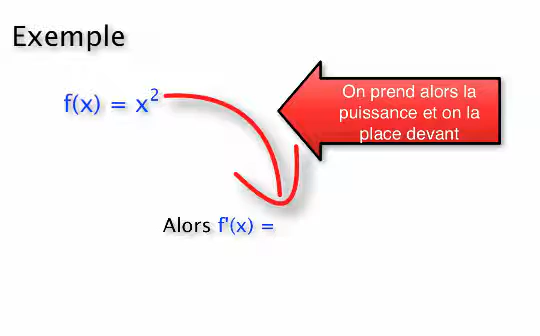 Exemple
f(x) = x²
On prend alors la
puissance et on la
place devant
Alors f'(x) =